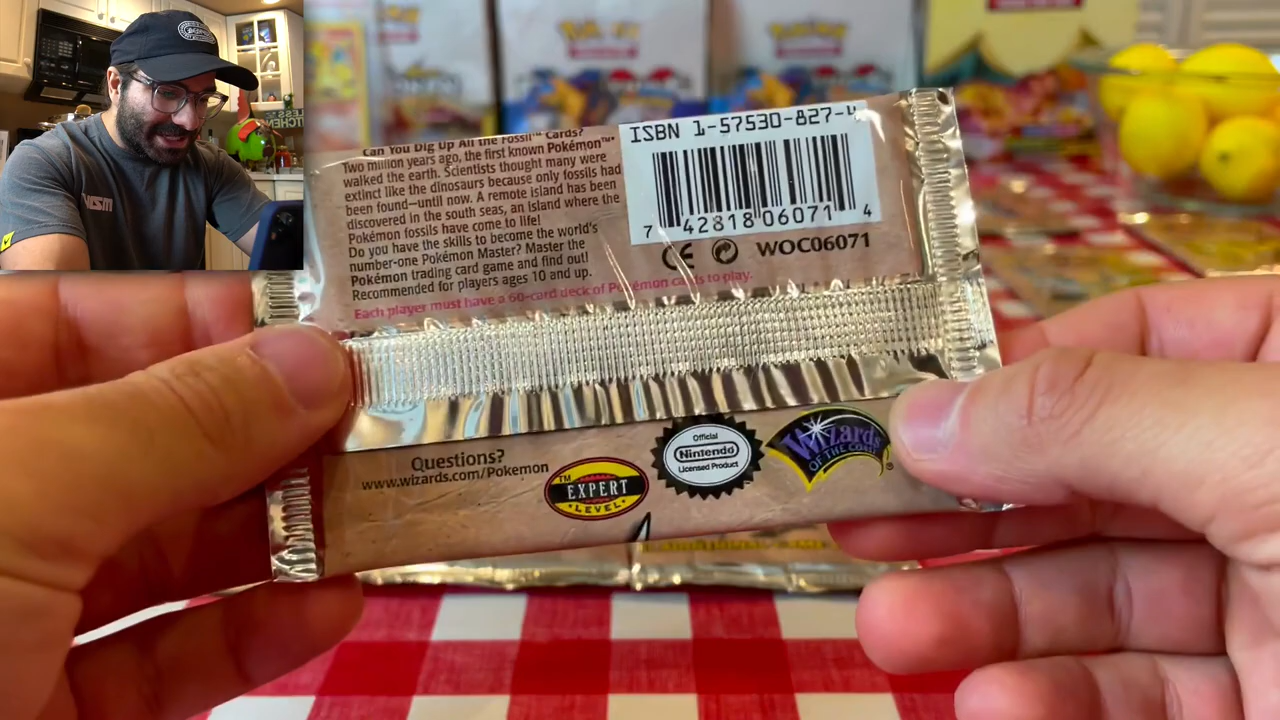 Can You Dig Up All the Fossil™ Cards?
Two million years ago, the first known Pokémon™
walked the earth. Scientists thought many were
extinct like the dinosaurs because only fossils had
been found—until now. A remote island has been
discovered in the south seas, an island where the
Pokémon fossils have come to life!
Do you have the skills to become the world's
number-one Pokémon Master? Master the
Pokémon trading card game and find out!
Recommended for players ages 10 and up.
Each player must have a 60-card deck of Pokémon cards to play.
ISBN 1-57530-827-4
7 42818 06071 4
CE WOC06071
Questions?
www.wizards.com/Pokemon
TM
EXPERT
LEVEL
Official
Nintendo
Licensed Product
Wizards
OF THE COAST
®